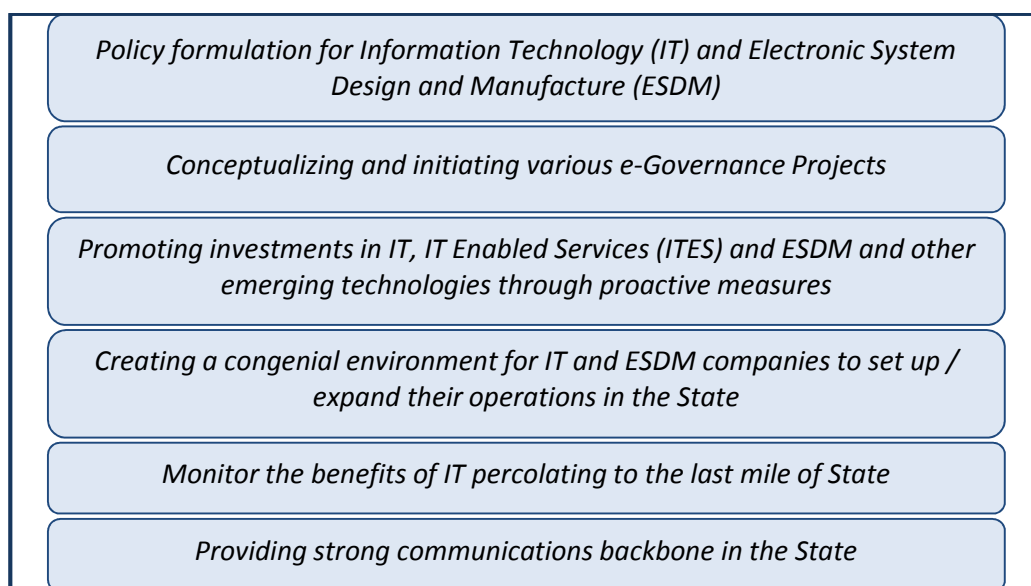 Policy formulation for Information Technology (IT) and Electronic System
Design and Manufacture (ESDM)
Conceptualizing and initiating various e-Governance Projects
Promoting investments in IT, IT Enabled Services (ITES) and ESDM and other
emerging technologies through proactive measures
Creating a congenial environment for IT and ESDM companies to set up /
expand their operations in the State
Monitor the benefits of IT percolating to the last mile of State
Providing strong communications backbone in the State